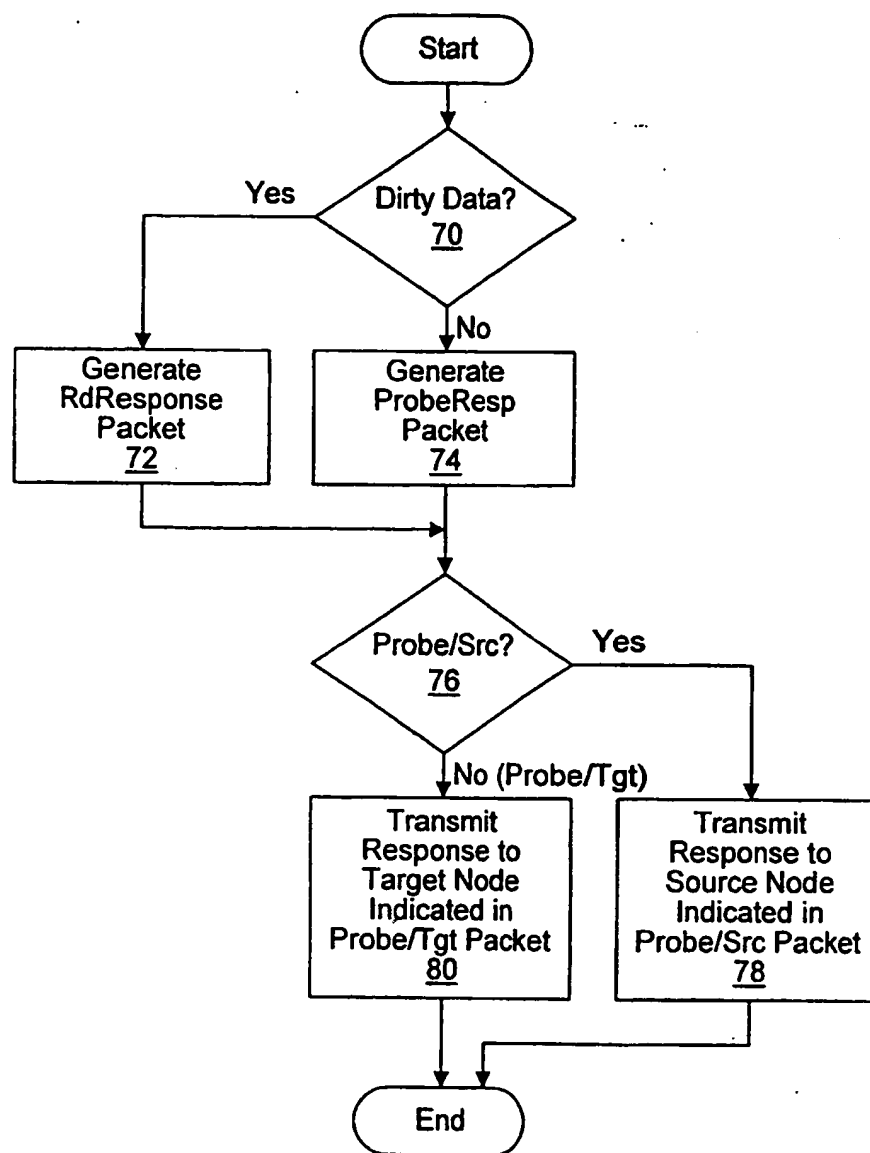 Start
Dirty Data?
70
Yes
No
Generate
RdResponse
Packet
72
Generate
ProbeResp
Packet
74
Probe/Src?
76
Yes
No (Probe/Tgt)
Transmit
Response to
Target Node
Indicated in
Probe/Tgt Packet
80
Transmit
Response to
Source Node
Indicated in
Probe/Src Packet
78
End